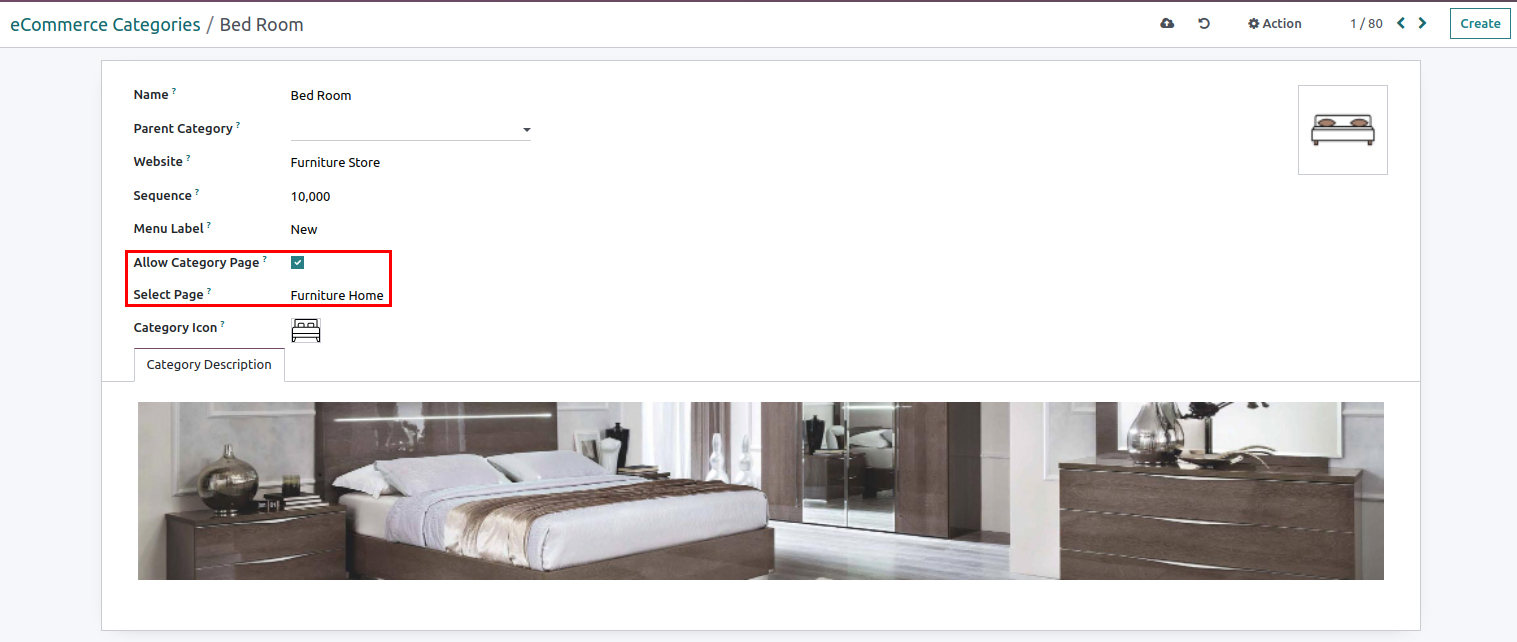 eCommerce Categories / Bed Room
Action
1 / 80
Create
Name ?
Bed Room
Parent Category ?
Website ?
Furniture Store
Sequence ?
10,000
Menu Label ?
New
Allow Category Page ?
Select Page ?
Furniture Home
Category Icon ?
Category Description